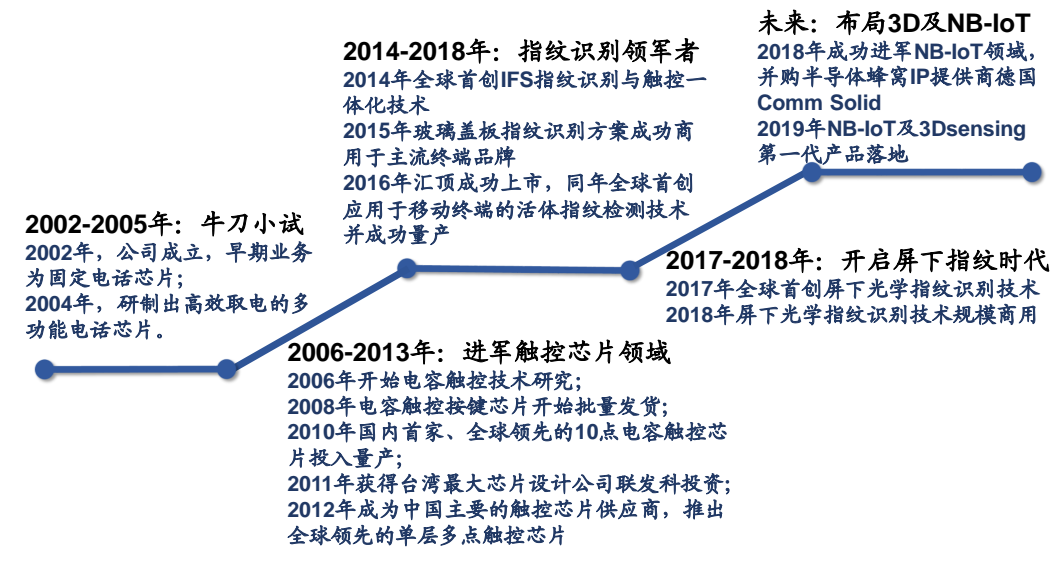 2002-2005年：牛刀小试
2002年，公司成立，早期业务
为固定电话芯片；
2004年，研制出高效取电的多
功能电话芯片。
2006-2013年：进军触控芯片领域
2006年开始电容触控技术研究；
2008年电容触控按键芯片开始批量发货；
2010年国内首家、全球领先的10点电容触控芯
片投入量产；
2011年获得台湾最大芯片设计公司联发科投资；
2012年成为中国主要的触控芯片供应商，推出
全球领先的单层多点触控芯片
2014-2018年：指纹识别领军者
2014年全球首创IFS指纹识别与触控一
体化技术
2015年玻璃盖板指纹识别方案成功商
用于主流终端品牌
2016年汇顶成功上市，同年全球首创
应用于移动终端的活体指纹检测技术
并成功量产
2017-2018年：开启屏下指纹时代
2017年全球首创屏下光学指纹识别技术
2018年屏下光学指纹识别技术规模商用
未来：布局3D及NB-IoT
2018年成功进军NB-IoT领域，
并购半导体蜂窝IP提供商德国
Comm Solid
2019年NB-IoT及3Dsensing
第一代产品落地